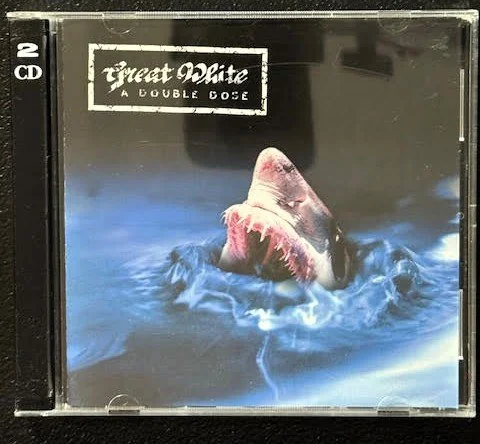 2
CD
Great White
A DOUBLE DOSE